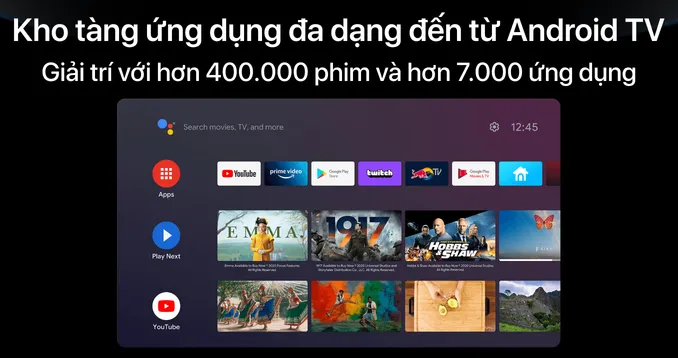 Kho tàng ứng dụng đa dạng đến từ Android TV
Giải trí với hơn 400.000 phim và hơn 7.000 ứng dụng
Search movies, TV, and more
12:45
YouTube
prime video
Google Play
Store
twitch
Red Bull TV
Google Play
Movies & TV
Apps
EMMA.
1917
HOBBS
& SHAW
Play Next
YouTube